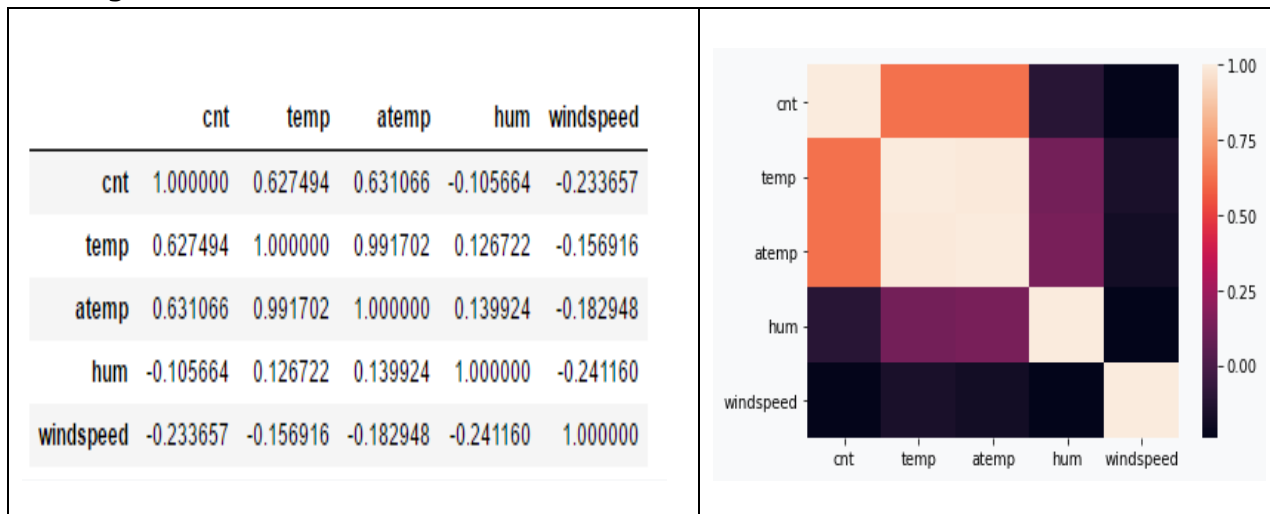 cnt temp atemp hum windspeed
cnt 1.000000 0.627494 0.631066 -0.105664 -0.233657
temp 0.627494 1.000000 0.991702 0.126722 -0.156916
atemp 0.631066 0.991702 1.000000 0.139924 -0.182948
hum -0.105664 0.126722 0.139924 1.000000 -0.241160
windspeed -0.233657 -0.156916 -0.182948 -0.241160 1.000000
cnt
temp
atemp
hum
windspeed
cnt temp atemp hum windspeed
1.00
0.75
0.50
0.25
0.00